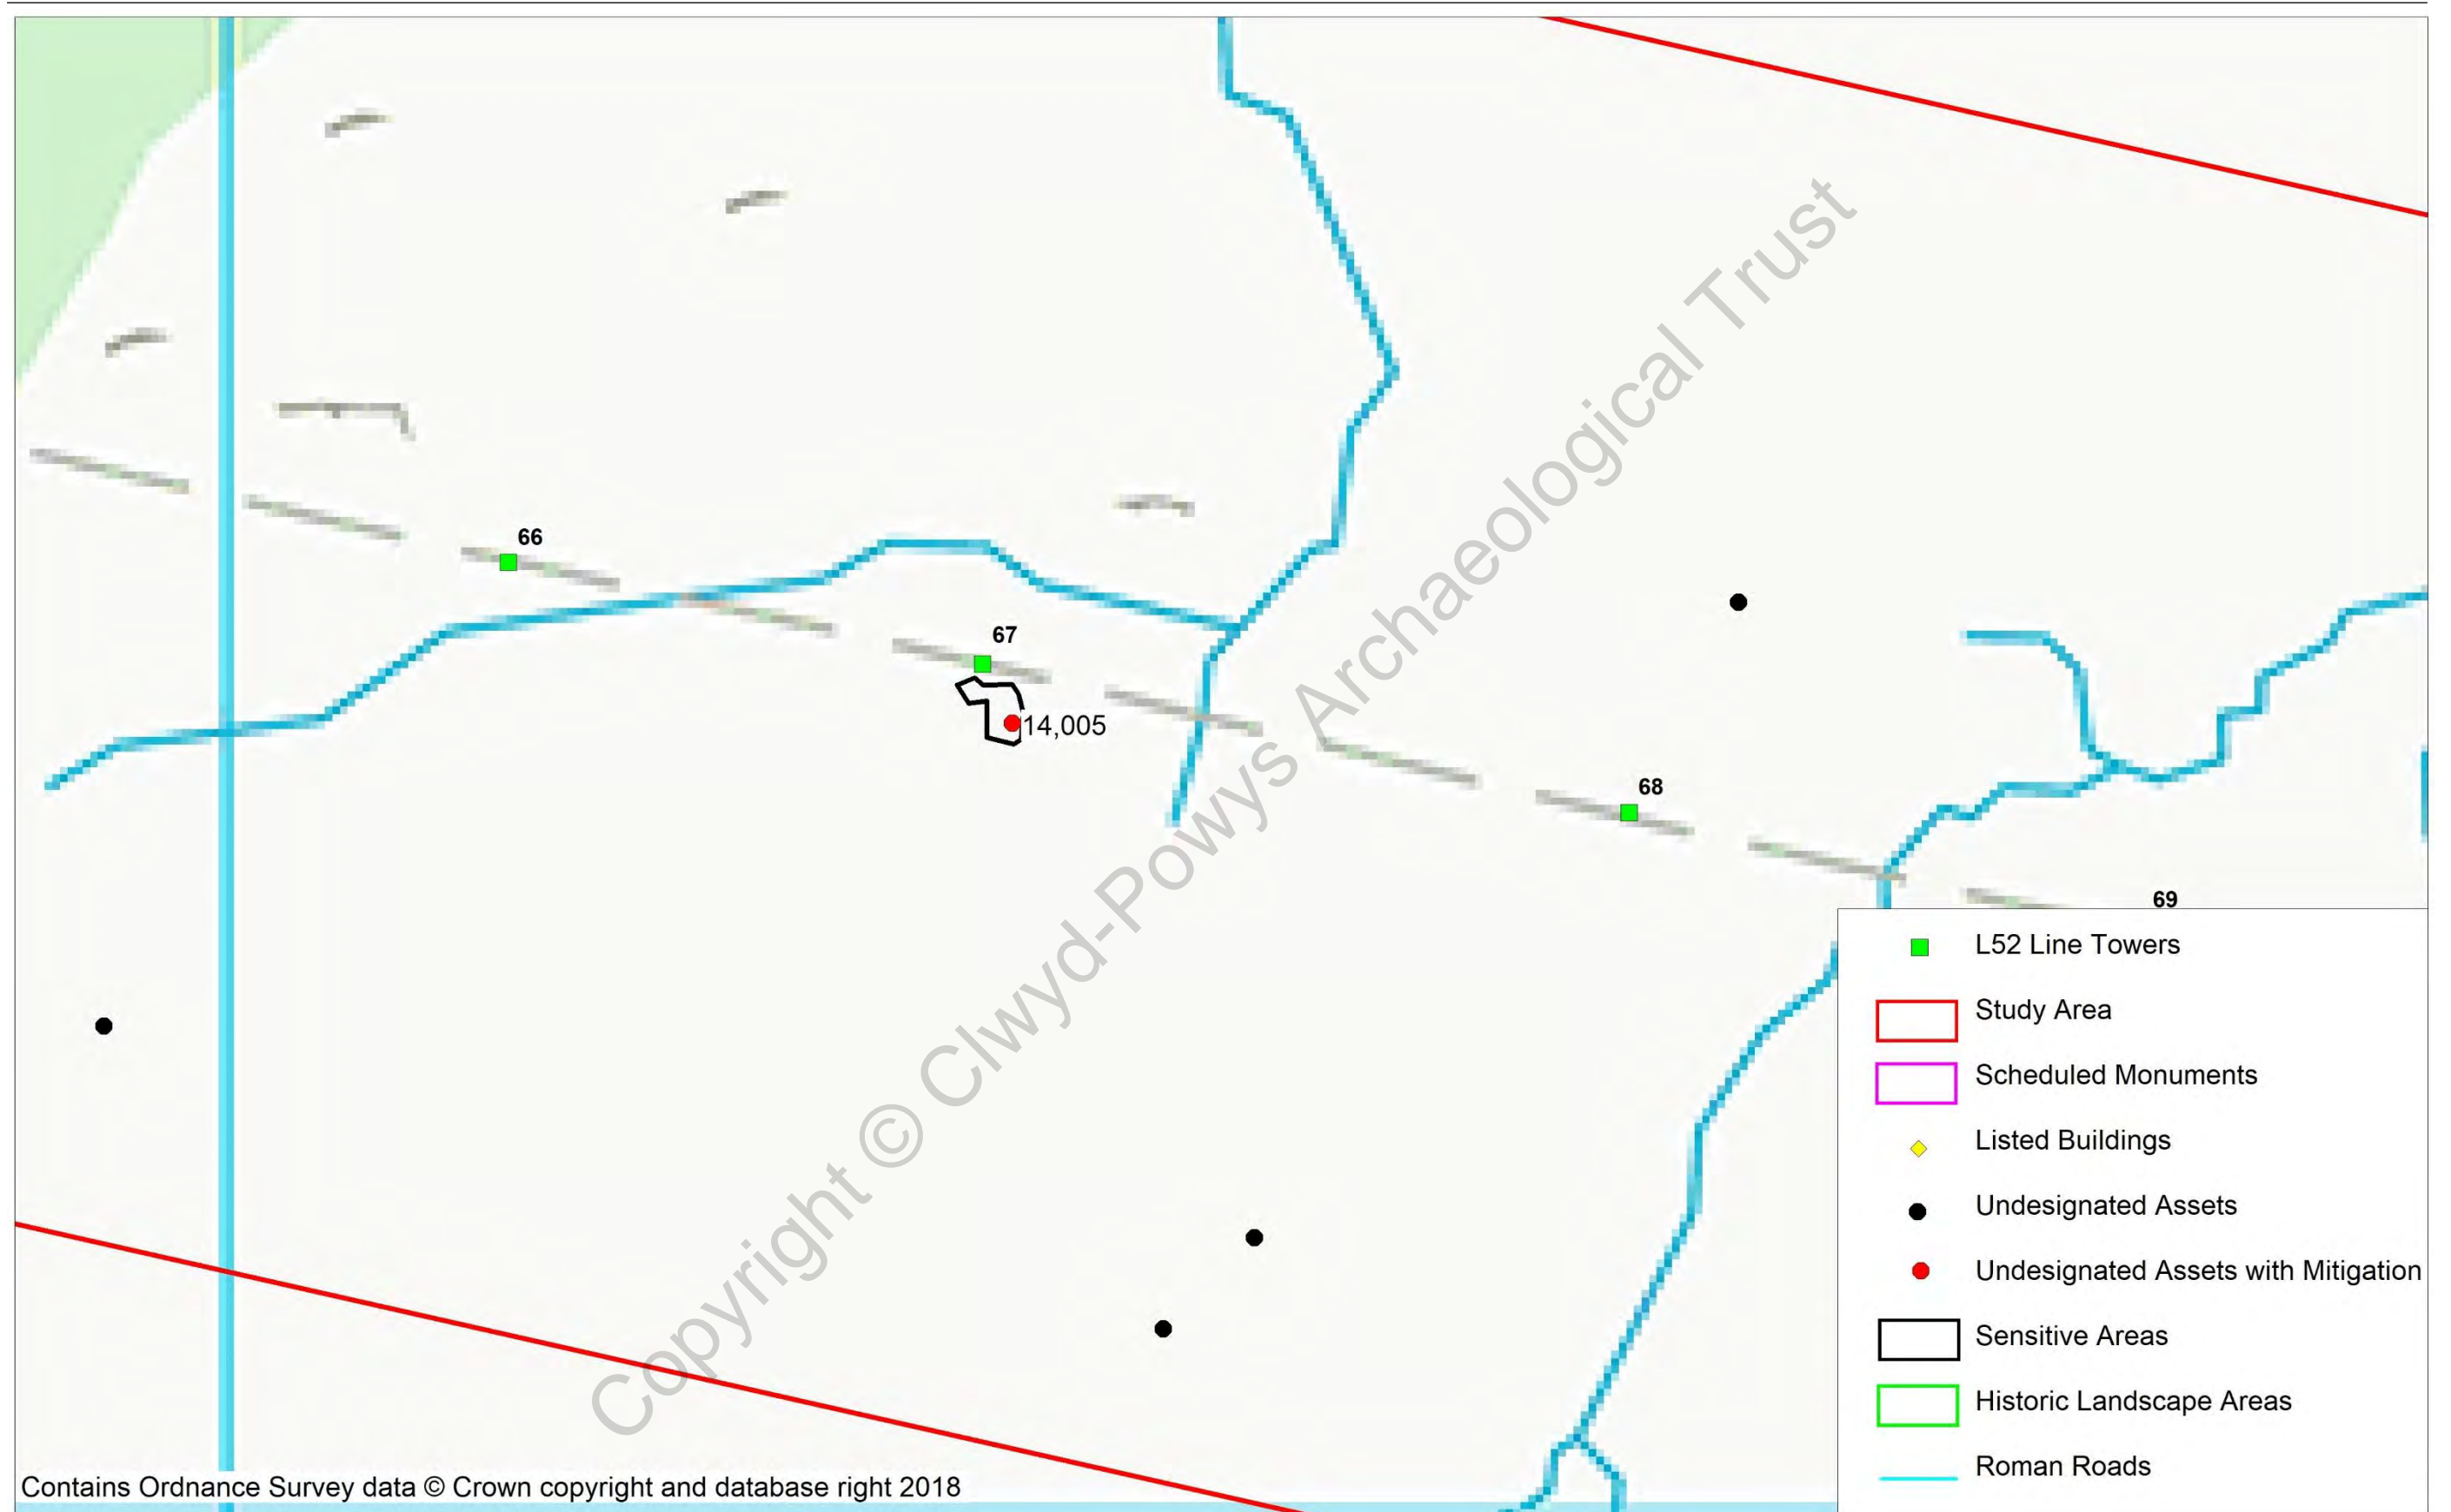 66
67
14,005
68
69
Copyright © Clwyd-Powys Archaeological Trust
L52 Line Towers
Study Area
Scheduled Monuments
Listed Buildings
Undesignated Assets
Undesignated Assets with Mitigation
Sensitive Areas
Historic Landscape Areas
Roman Roads
Contains Ordnance Survey data © Crown copyright and database right 2018